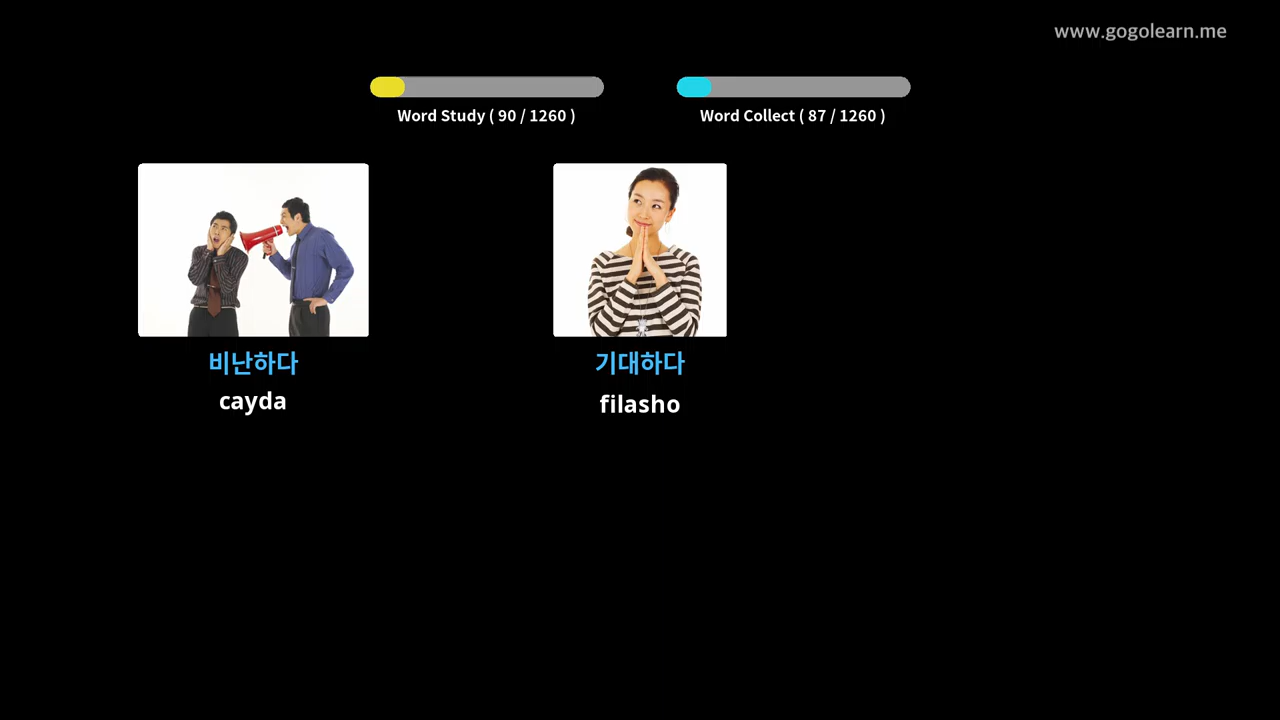 www.gogolearn.me
Word Study ( 90 / 1260 )
Word Collect ( 87 / 1260 )
비난하다
cayda
기대하다
filasho